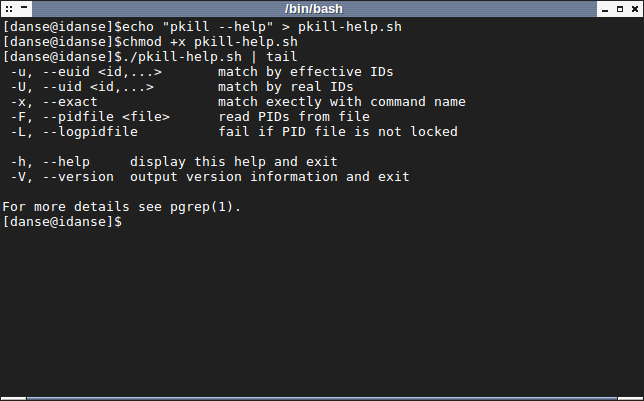 /bin/bash
[danse@idanse]$echo "pkill --help" > pkill-help.sh
[danse@idanse]$chmod +x pkill-help.sh
[danse@idanse]$./pkill-help.sh | tail
 -u, --euid <id,...>       match by effective IDs
 -U, --uid <id,...>        match by real IDs
 -x, --exact               match exectly with command name
 -F, --pidfile <file>      read PIDs from file
 -L, --logpidfile          fail if PID file is not locked

 -h, --help     display this help and exit
 -V, --version  output version information and exit

For more details see pgrep(1).
[danse@idanse]$